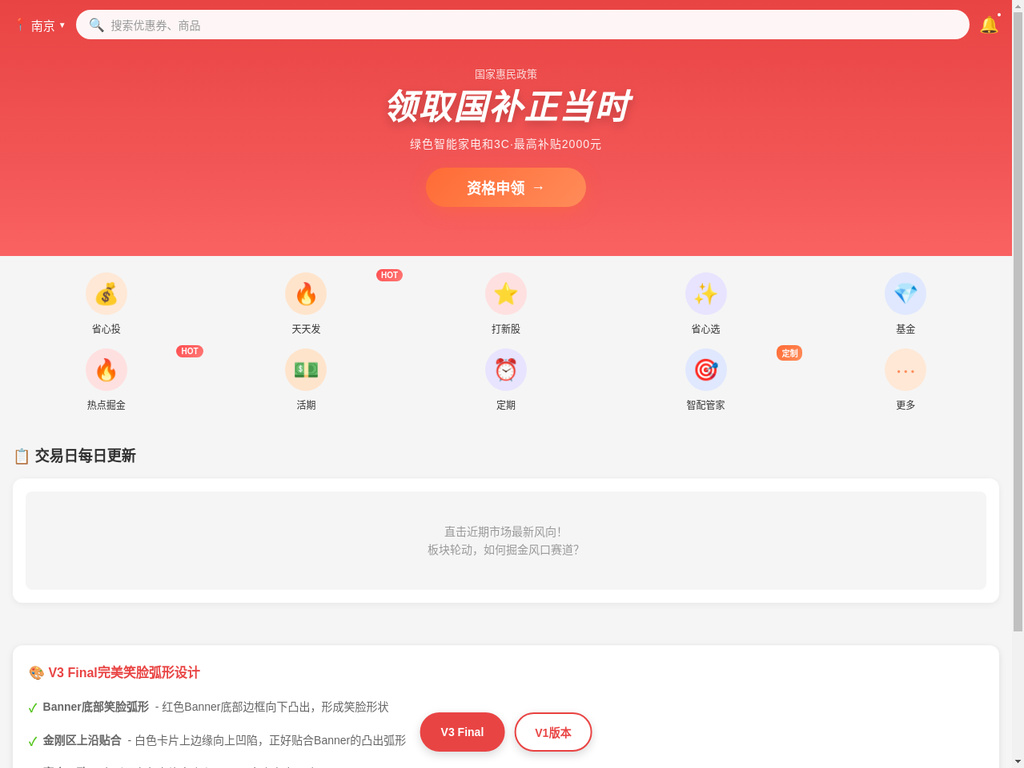 南京 ▼
搜索优惠券、商品
国家惠民政策
领取国补正当时
绿色智能家电和3C·最高补贴2000元
资格申领 →
省心投
天天发
HOT
打新股
省心选
基金
热点掘金
HOT
活期
定期
智配管家
定制
更多
交易日每日更新
直击近期市场最新风向!
板块轮动，如何掘金风口赛道?
V3 Final完美笑脸弧形设计
✓ Banner底部笑脸弧形 - 红色Banner底部边框向下凸出，形成笑脸形状
✓ 金刚区上沿贴合 - 白色卡片上边缘向上凹陷，正好贴合Banner的凸出弧形
V3 Final
V1版本